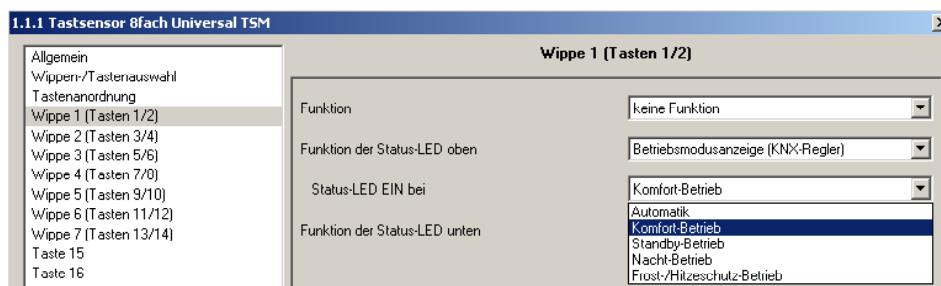 1.1.1 Tastsensor 8fach Universal TSM
Allgemein
Wippen-/Tastenauswahl
Tastenanordnung
Wippe 1 (Tasten 1/2)
Wippe 2 (Tasten 3/4)
Wippe 3 (Tasten 5/6)
Wippe 4 (Tasten 7/8)
Wippe 5 (Tasten 9/10)
Wippe 6 (Tasten 11/12)
Wippe 7 (Tasten 13/14)
Taste 15
Taste 16
Wippe 1 (Tasten 1/2)
Funktion
keine Funktion
Funktion der Status-LED oben
Betriebsmodusanzeige (KNX-Regler)
Status-LED EIN bei
Komfort-Betrieb
Automatik
Komfort-Betrieb
Standby-Betrieb
Nacht-Betrieb
Frost-/Hitzeschutz-Betrieb
Funktion der Status-LED unten